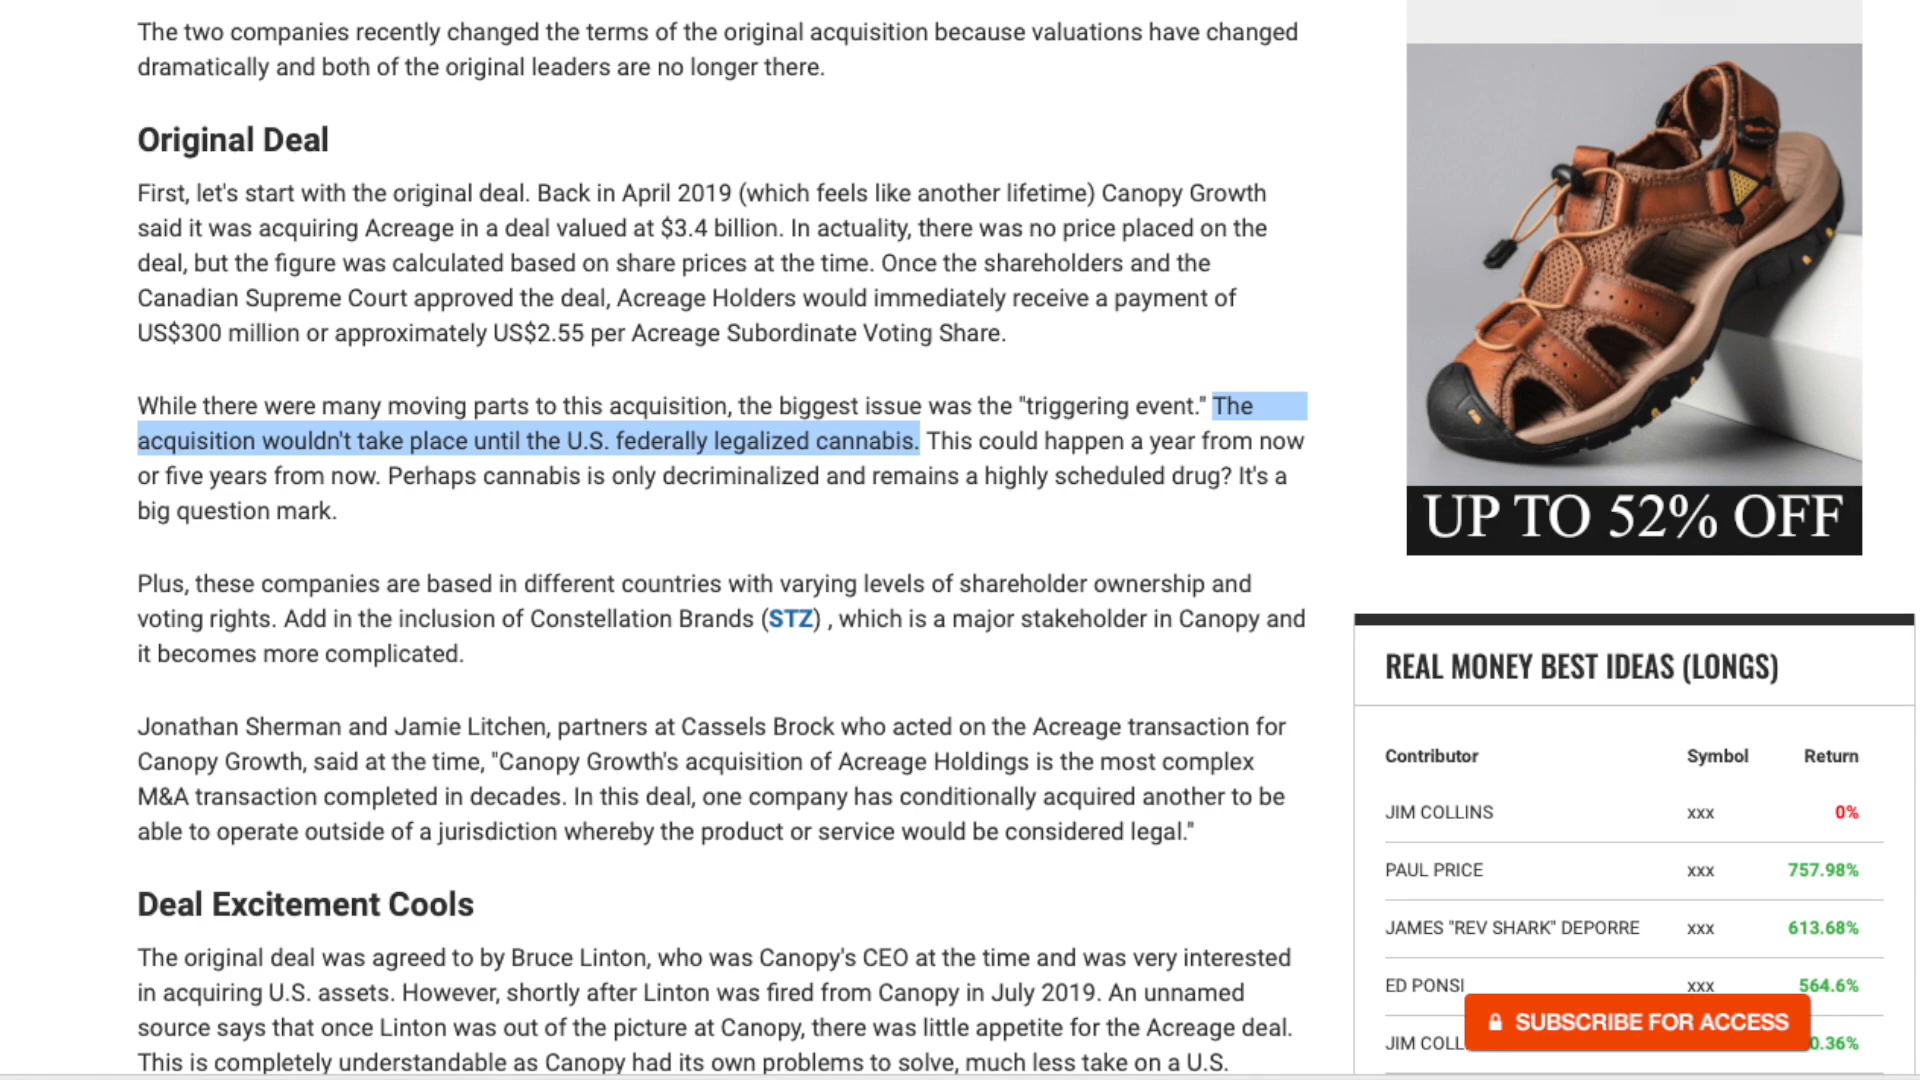 The two companies recently changed the terms of the original acquisition because valuations have changed
dramatically and both of the original leaders are no longer there.
Original Deal
First, let's start with the original deal. Back in April 2019 (which feels like another lifetime) Canopy Growth
said it was acquiring Acreage in a deal valued at $3.4 billion. In actuality, there was no price placed on the
deal, but the figure was calculated based on share prices at the time. Once the shareholders and the
Canadian Supreme Court approved the deal, Acreage Holders would immediately receive a payment of
US$300 million or approximately US$2.55 per Acreage Subordinate Voting Share.
While there were many moving parts to this acquisition, the biggest issue was the "triggering event." The
acquisition wouldn't take place until the U.S. federally legalized cannabis. This could happen a year from now
or five years from now. Perhaps cannabis is only decriminalized and remains a highly scheduled drug? It's a
big question mark.
Plus, these companies are based in different countries with varying levels of shareholder ownership and
voting rights. Add in the inclusion of Constellation Brands (STZ) , which is a major stakeholder in Canopy and
it becomes more complicated.
Jonathan Sherman and Jamie Litchen, partners at Cassels Brock who acted on the Acreage transaction for
Canopy Growth, said at the time, "Canopy Growth's acquisition of Acreage Holdings is the most complex
M&A transaction completed in decades. In this deal, one company has conditionally acquired another to be
able to operate outside of a jurisdiction whereby the product or service would be considered legal."
Deal Excitement Cools
The original deal was agreed to by Bruce Linton, who was Canopy's CEO at the time and was very interested
in acquiring U.S. assets. However, shortly after Linton was fired from Canopy in July 2019. An unnamed
source says that once Linton was out of the picture at Canopy, there was little appetite for the Acreage deal.
This is completely understandable as Canopy had its own problems to solve, much less take on a U.S.
UP TO 52% OFF
REAL MONEY BEST IDEAS (LONGS)
Contributor Symbol Return
JIM COLLINS xxx 0%
PAUL PRICE xxx 757.98%
JAMES "REV SHARK" DEPORRE xxx 613.68%
ED PONSI xxx 564.6%
SUBSCRIBE FOR ACCESS
JIM COLL 0.36%